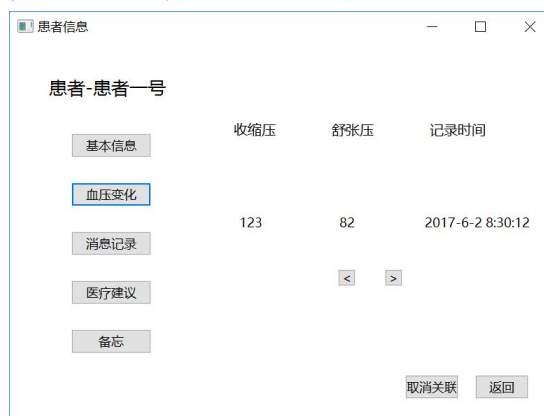 患者信息
患者-患者一号
收缩压 舒张压 记录时间
基本信息
血压变化
123 82 2017-6-2 8:30:12
消息记录
< >
医疗建议
备忘
取消关联 返回